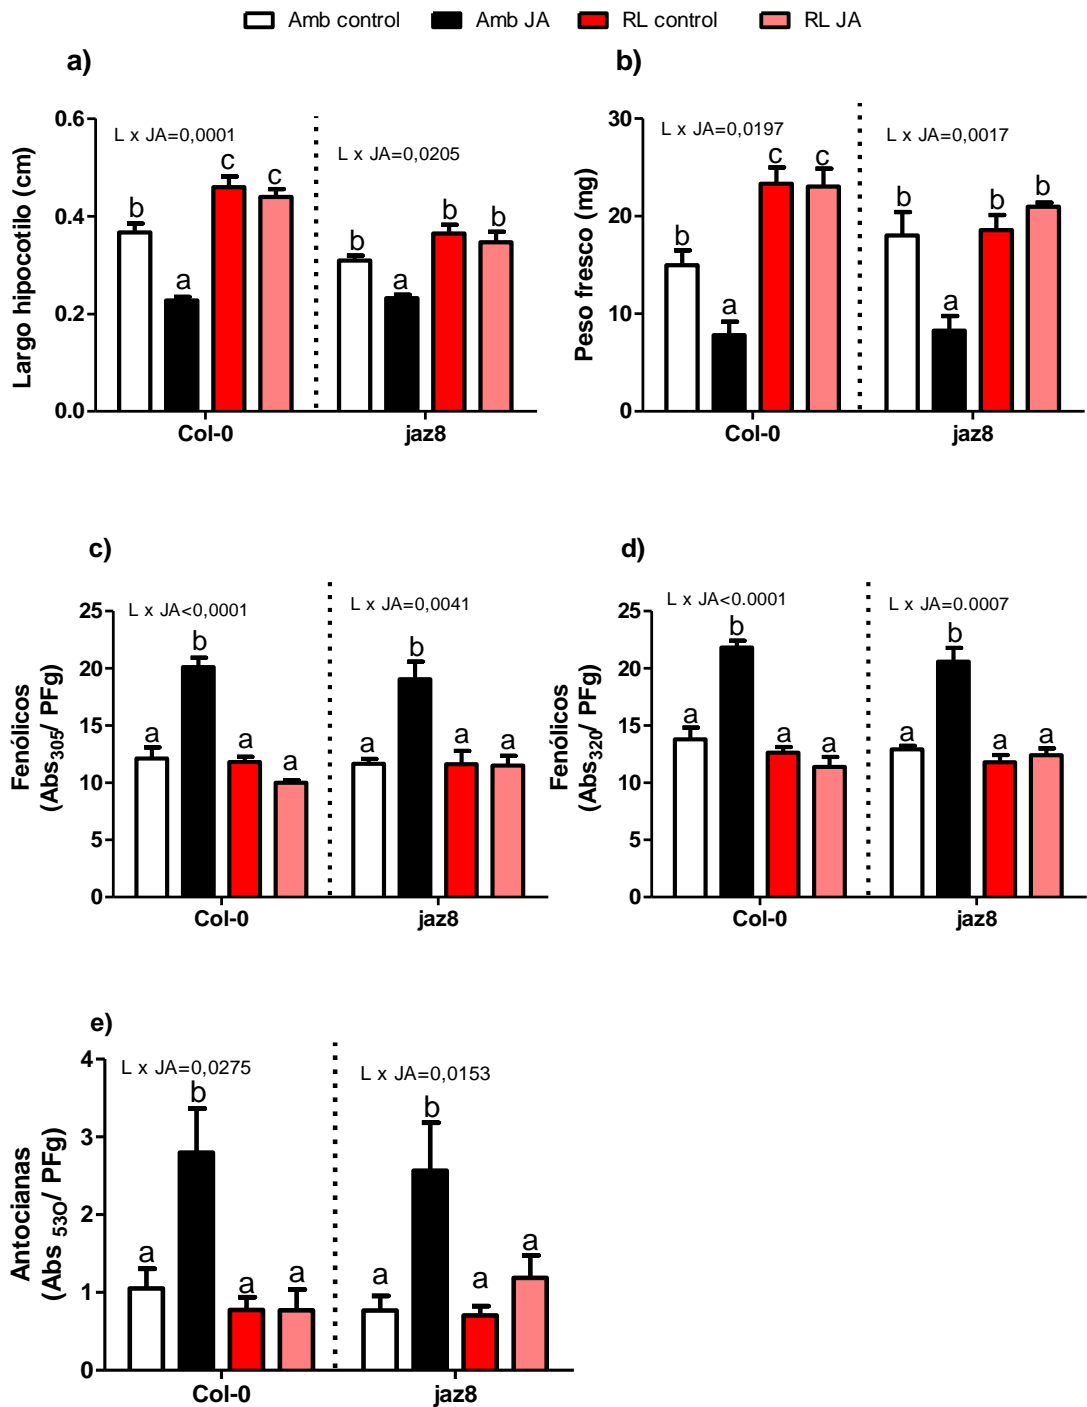 Amb control Amb JA RL control RL JA
a)
L x JA=0,0001
L x JA=0,0205
Largo hipocotilo (cm)
0.6
0.4
0.2
0.0
b a c c b a b b
Col-0 jaz8
b)
L x JA=0,0197
L x JA=0,0017
Peso fresco (mg)
30
20
10
0
b a c c b a b b
Col-0 jaz8
c)
L x JA<0,0001
L x JA=0,0041
Fenólicos
(Abs305/ PFg)
25
20
15
10
5
0
a b a a a b a a
Col-0 jaz8
d)
L x JA<0.0001
L x JA=0.0007
Fenólicos
(Abs320/ PFg)
25
20
15
10
5
0
a b a a a b a a
Col-0 jaz8
e)
L x JA=0,0275
L x JA=0,0153
Antocianas
(Abs 53O/ PFg)
4
3
2
1
0
a b a a a b a a
Col-0 jaz8